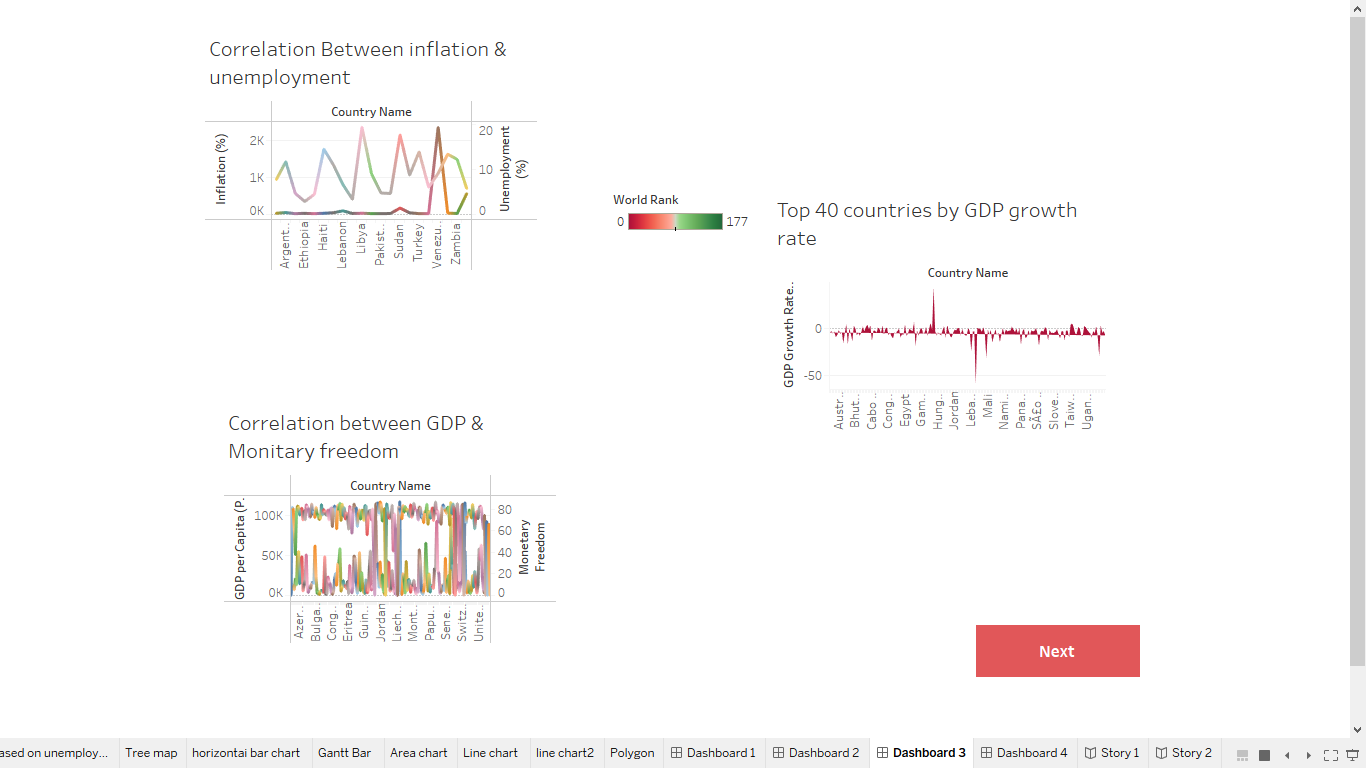 Correlation Between inflation &
unemployment
Country Name
Inflation (%)
2K
1K
0K
20
10
0
Unemployment
(%)
Argent..
Ethiopia
Haiti
Lebanon
Libya
Pakist..
Sudan
Turkey
Venezu..
Zambia
World Rank
0
177
Top 40 countries by GDP growth
rate
Country Name
GDP Growth Rate..
0
-50
Austr..
Bhut..
Cabo ..
Cong..
Egypt
Gam..
Hung..
Jordan
Leba..
Mali
Nami..
Pana..
SÃ£o ..
Slove..
Taiw..
Ugan..
Correlation between GDP &
Monitary freedom
Country Name
GDP per Capita (P..
100K
50K
0K
80
60
40
20
0
Monetary
Freedom
Azer..
Bulga..
Cong..
Eritrea
Guin..
Jordan
Liech..
Mont..
Papu..
Sene..
Switz..
Unite..
Next
ased on unemploy...
Tree map
horizontai bar chart
Gantt Bar
Area chart
Line chart
line chart2
Polygon
Dashboard 1
Dashboard 2
Dashboard 3
Dashboard 4
Story 1
Story 2